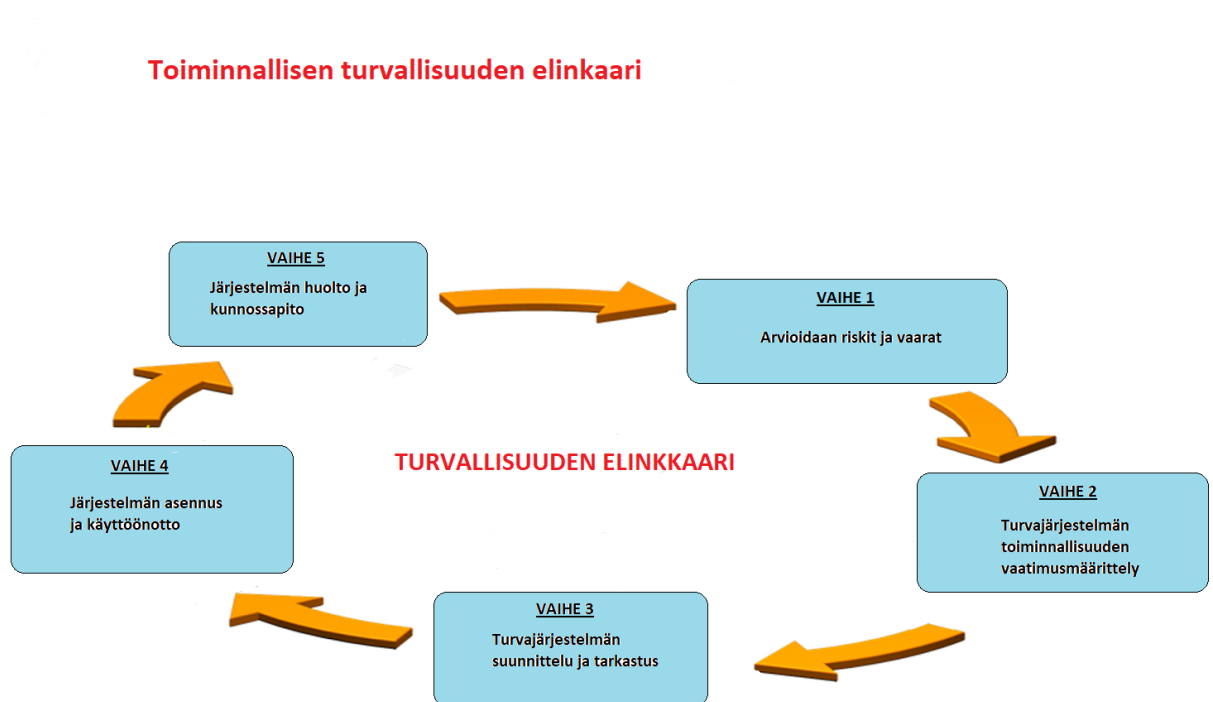 Toiminnallisen turvallisuuden elinkaari
VAIHE 5
Järjestelmän huolto ja
kunnossapito
VAIHE 1
Arvioidaan riskit ja vaarat
TURVALLISUUDEN ELINKKAARI
VAIHE 4
Järjestelmän asennus
ja käyttöönotto
VAIHE 2
Turvajärjestelmän
toiminnallisuuden
vaatimusmäärittely
VAIHE 3
Turvajärjestelmän
suunnittelu ja tarkastus